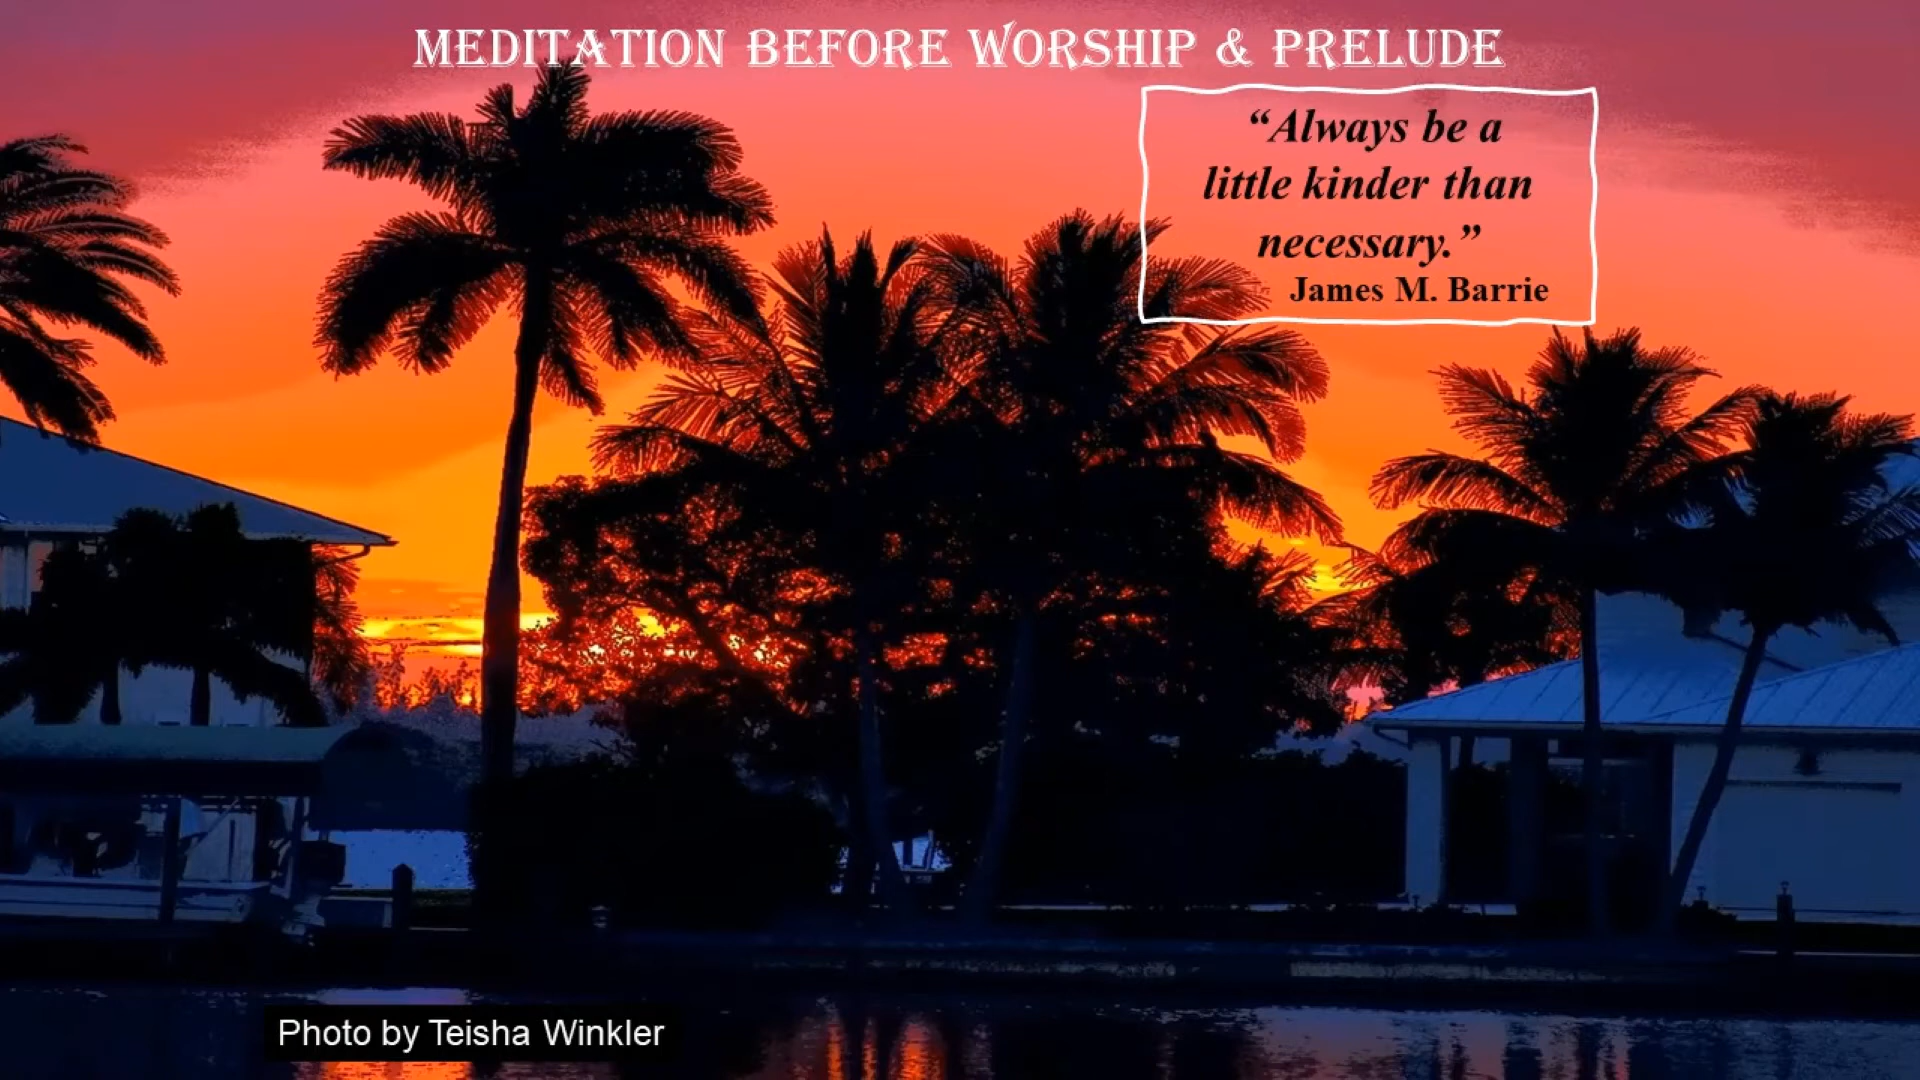 MEDITATION BEFORE WORSHIP & PRELUDE
“Always be a
little kinder than
necessary.”
James M. Barrie
Photo by Teisha Winkler